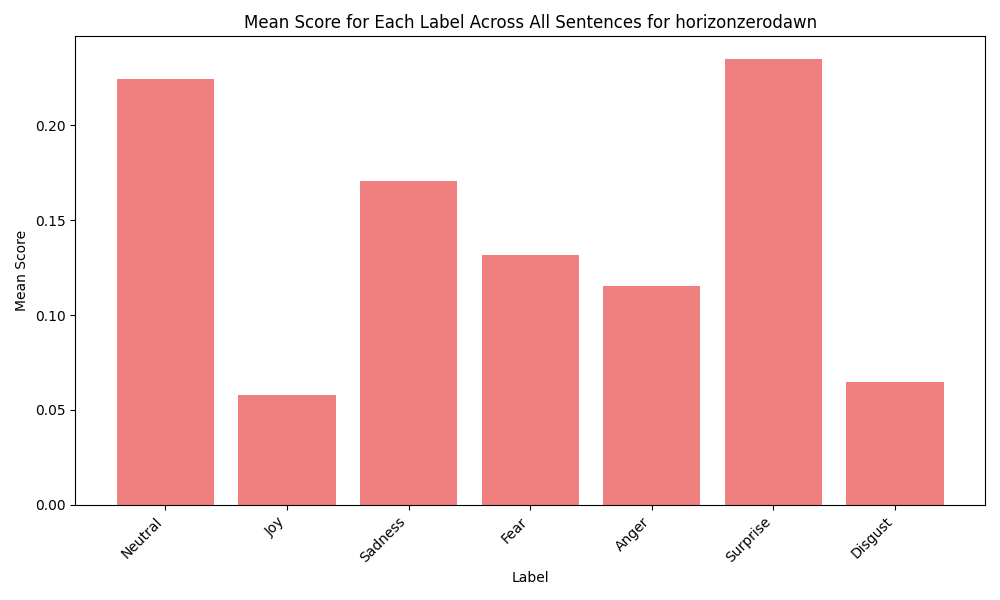 Mean Score for Each Label Across All Sentences for horizonzerodawn
Mean Score
0.20
0.15
0.10
0.05
0.00
Neutral
Joy
Sadness
Fear
Anger
Surprise
Disgust
Label